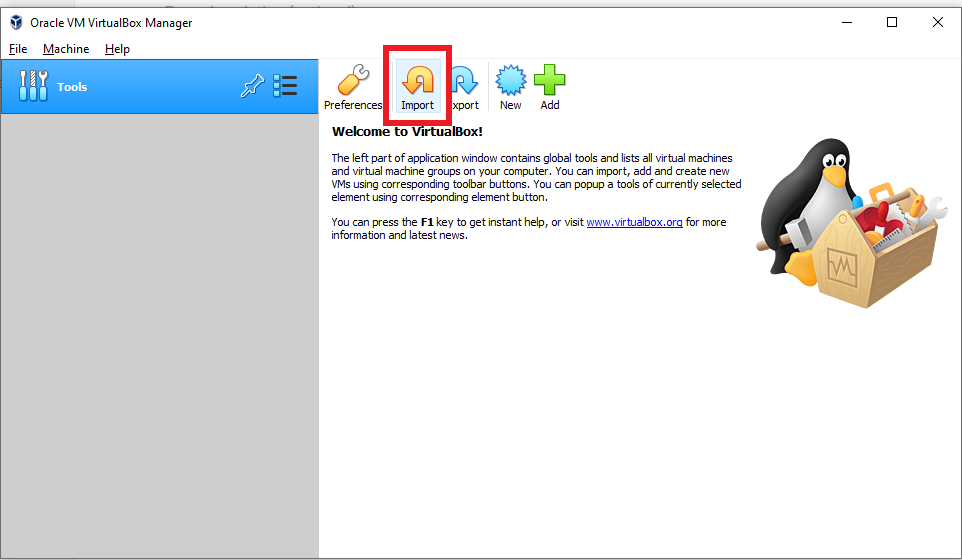 Oracle VM VirtualBox Manager
File Machine Help
Tools
Preferences Import xport New Add
Welcome to VirtualBox!
The left part of application window contains global tools and lists all virtual machines
and virtual machine groups on your computer. You can import, add and create new
VMs using corresponding toolbar buttons. You can popup a tools of currently selected
element using corresponding element button.
You can press the F1 key to get instant help, or visit www.virtualbox.org for more
information and latest news.